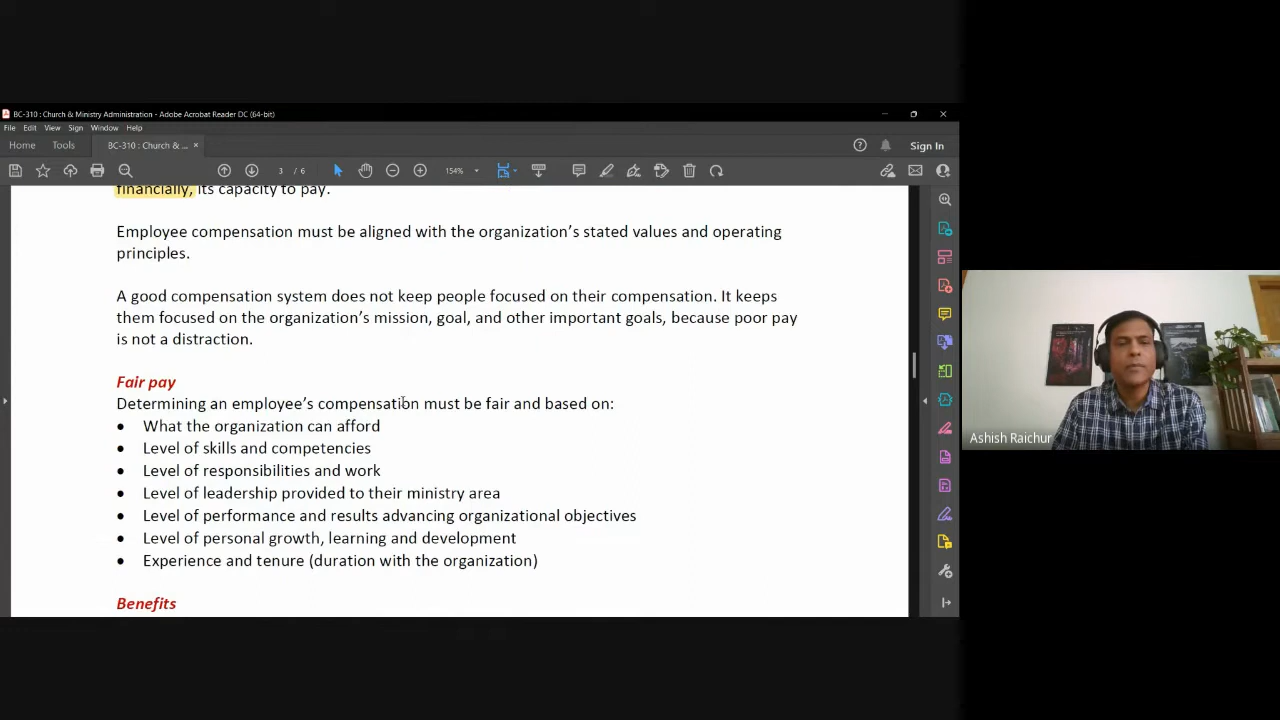 BC-310 : Church & Ministry Administration - Adobe Acrobat Reader DC (64-bit)
File Edit View Sign Window Help
Home Tools BC-310 : Church & ... × Sign In
3 / 6 154%
financially, its capacity to pay.
Employee compensation must be aligned with the organization's stated values and operating
principles.
A good compensation system does not keep people focused on their compensation. It keeps
them focused on the organization's mission, goal, and other important goals, because poor pay
is not a distraction.
Fair pay
Determining an employee's compensation must be fair and based on:
• What the organization can afford
• Level of skills and competencies
• Level of responsibilities and work
• Level of leadership provided to their ministry area
• Level of performance and results advancing organizational objectives
• Level of personal growth, learning and development
• Experience and tenure (duration with the organization)
Benefits
Ashish Raichur